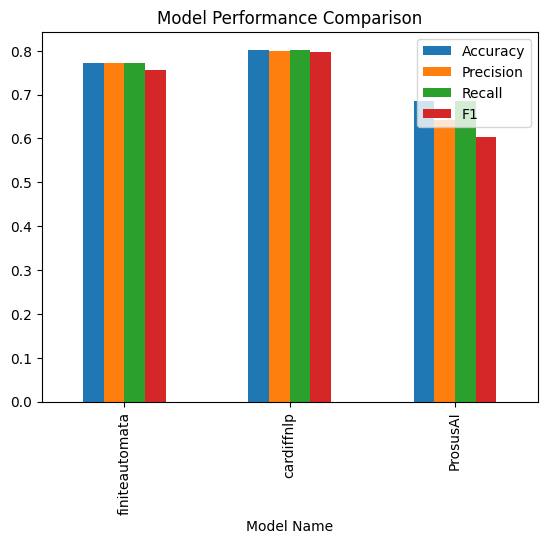 Model Performance Comparison
Accuracy
Precision
Recall
F1
0.8
0.7
0.6
0.5
0.4
0.3
0.2
0.1
0.0
finiteautomata
cardiffnlp
ProsusAI
Model Name